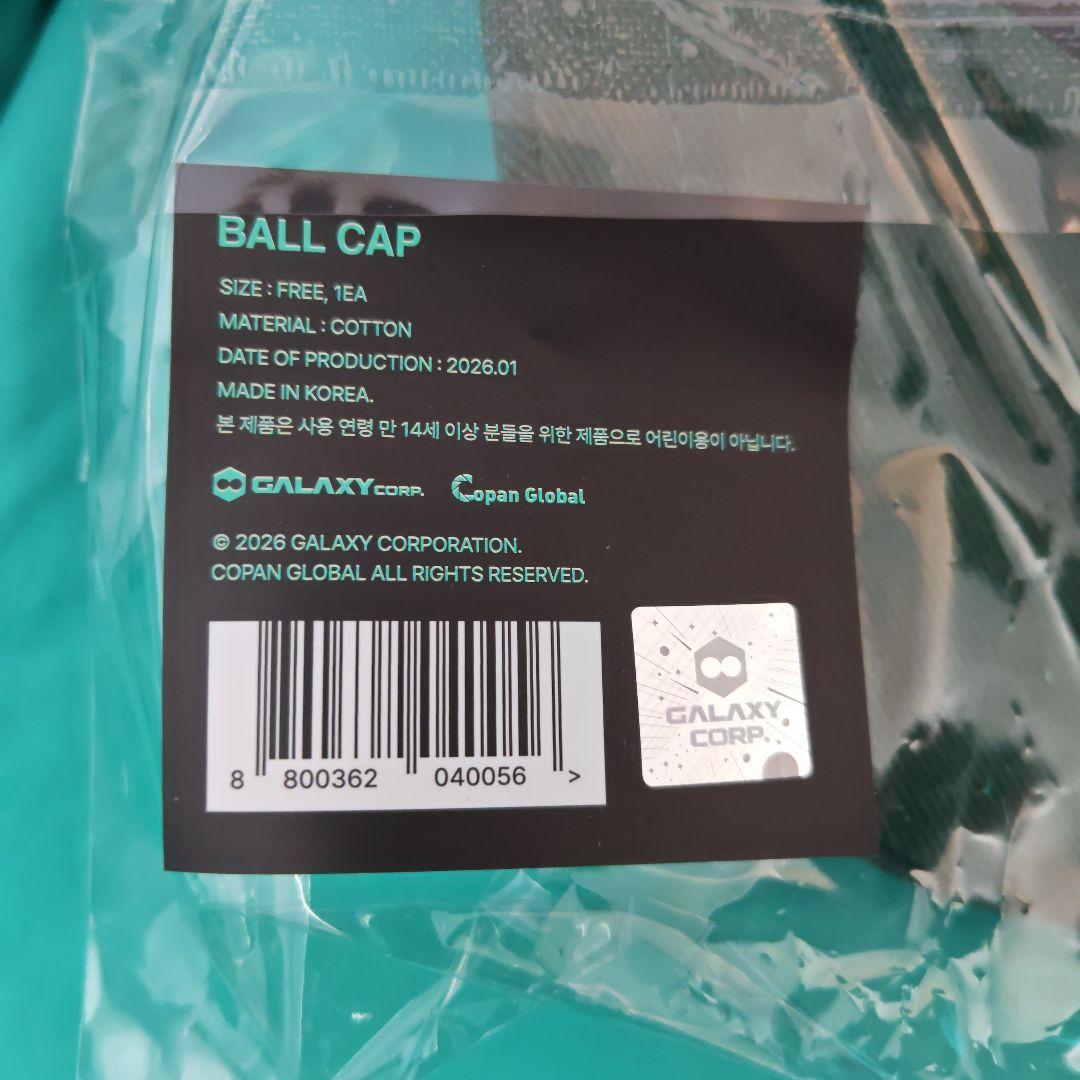 BALL CAP
SIZE : FREE, 1EA
MATERIAL : COTTON
DATE OF PRODUCTION : 2026.01
MADE IN KOREA.
본 제품은 사용 연령 만 14세 이상 분들을 위한 제품으로 어린이용이 아닙니다.
GALAXY CORP. Copan Global
© 2026 GALAXY CORPORATION.
COPAN GLOBAL ALL RIGHTS RESERVED.
8 800362 040056 >
GALAXY
CORP.